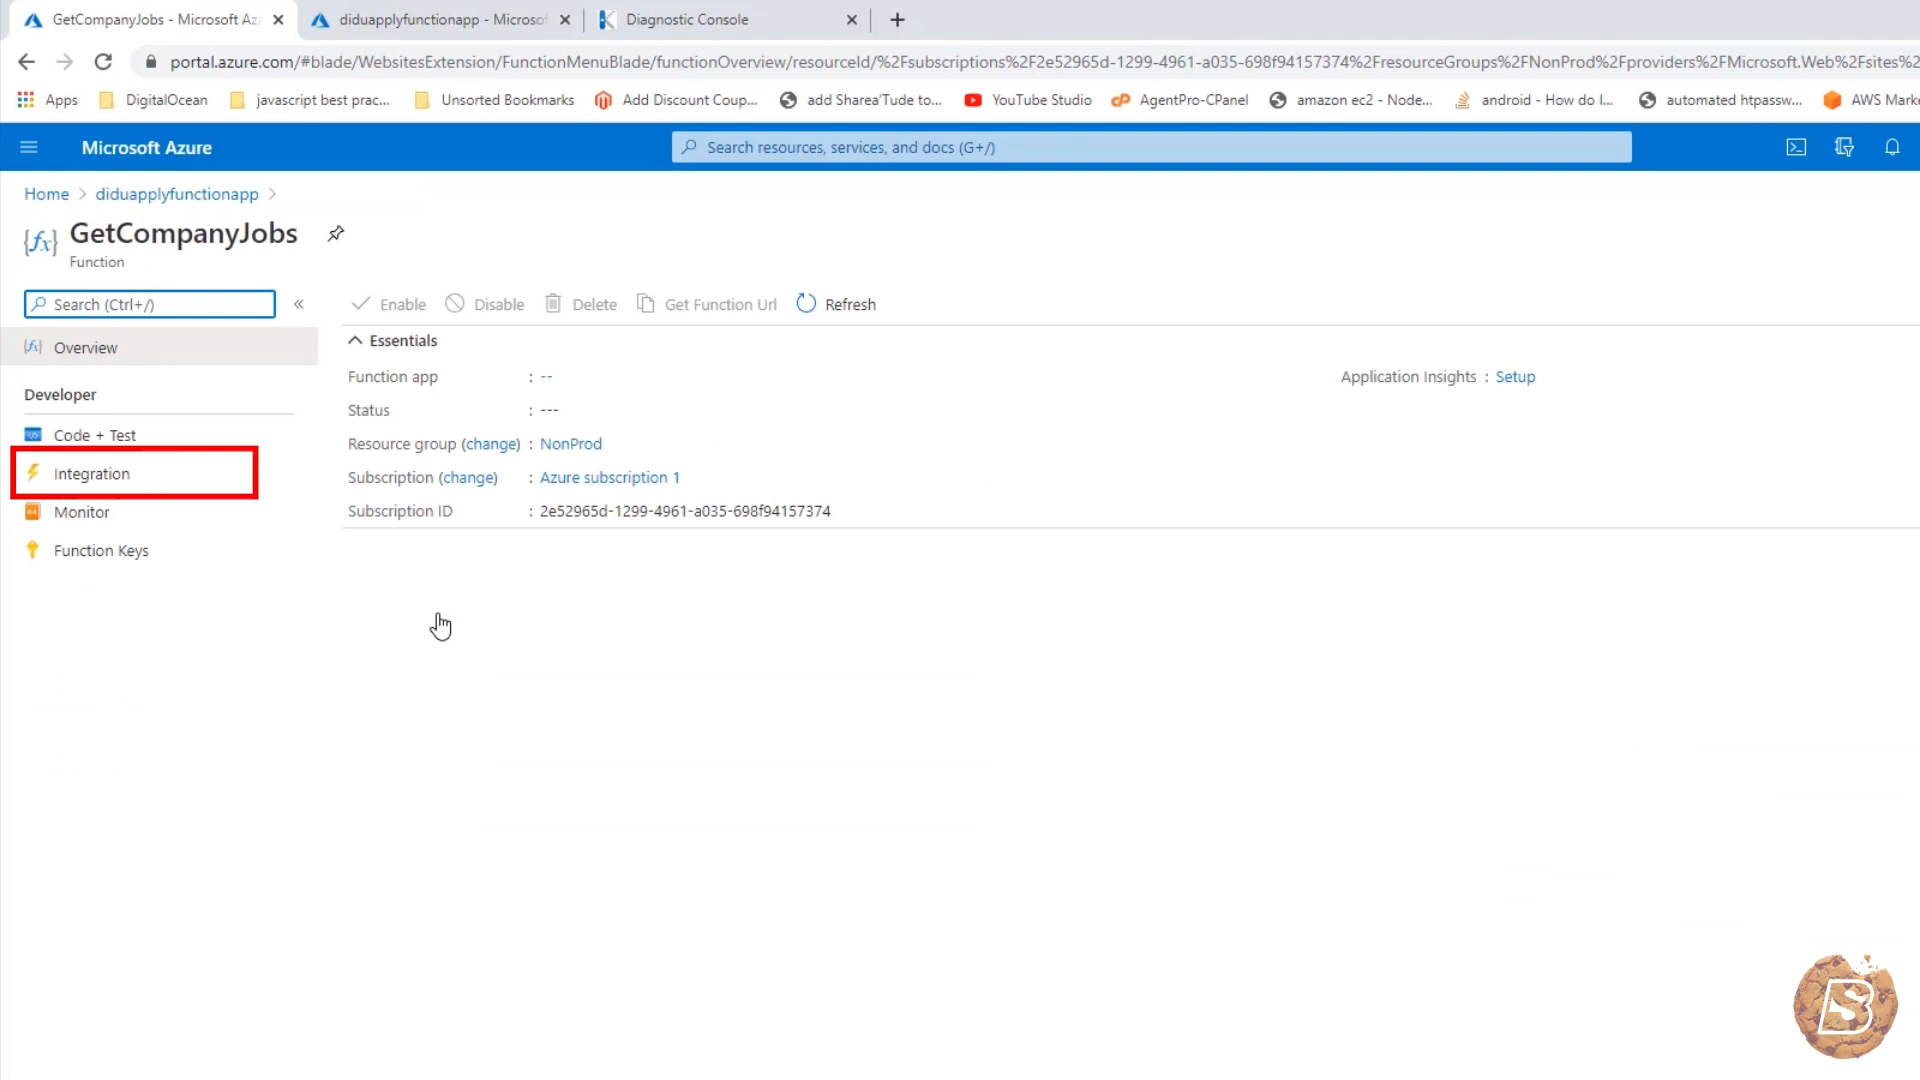 GetCompanyJobs - Microsoft Az
diduapplyfunctionapp - Microsof
Diagnostic Console
portal.azure.com/#blade/WebsitesExtension/FunctionMenuBlade/functionOverview/resourceId/%2Fsubscriptions%2F2e52965d-1299-4961-a035-698f94157374%2FresourceGroups%2FNonProd%2Fproviders%2FMicrosoft.Web%2Fsites%2
Apps DigitalOcean javascript best prac... Unsorted Bookmarks Add Discount Coup... add Sharea'Tude to... YouTube Studio AgentPro-CPanel amazon ec2 - Node... android - How do I... automated htpassw... AWS Mark
Microsoft Azure
Search resources, services, and docs (G+/)
Home > diduapplyfunctionapp >
{fx} GetCompanyJobs
Function
Search (Ctrl+/) «
Enable Disable Delete Get Function Url Refresh
Overview
Developer
Code + Test
Integration
Monitor
Function Keys
Essentials
Function app : --
Status : ---
Resource group (change) : NonProd
Subscription (change) : Azure subscription 1
Subscription ID : 2e52965d-1299-4961-a035-698f94157374
Application Insights : Setup